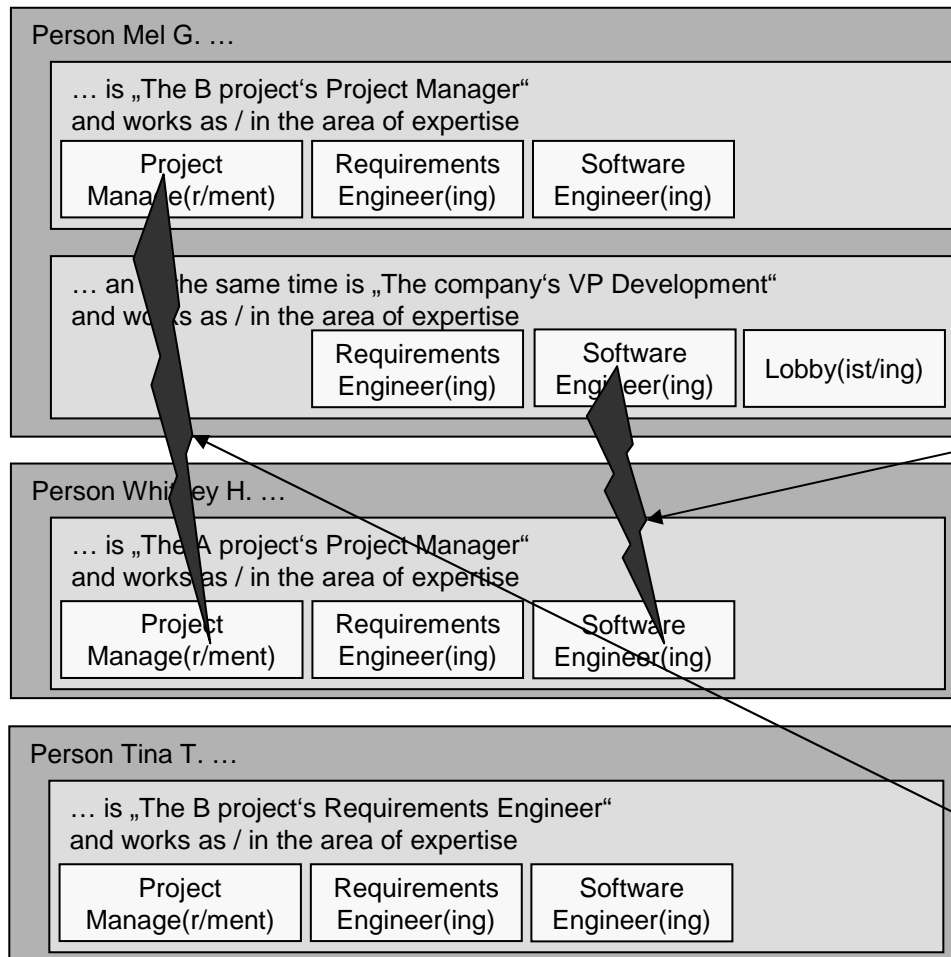 Person Mel G. …
… is „The B project‘s Project Manager“
and works as / in the area of expertise
Project
Manage(r/ment)
Requirements
Engineer(ing)
Software
Engineer(ing)
… an the same time is „The company‘s VP Development“
and works as / in the area of expertise
Requirements
Engineer(ing)
Software
Engineer(ing)
Lobby(ist/ing)
Person Whitney H. …
… is „The A project‘s Project Manager“
and works as / in the area of expertise
Project
Manage(r/ment)
Requirements
Engineer(ing)
Software
Engineer(ing)
Person Tina T. …
… is „The B project‘s Requirements Engineer“
and works as / in the area of expertise
Project
Manage(r/ment)
Requirements
Engineer(ing)
Software
Engineer(ing)